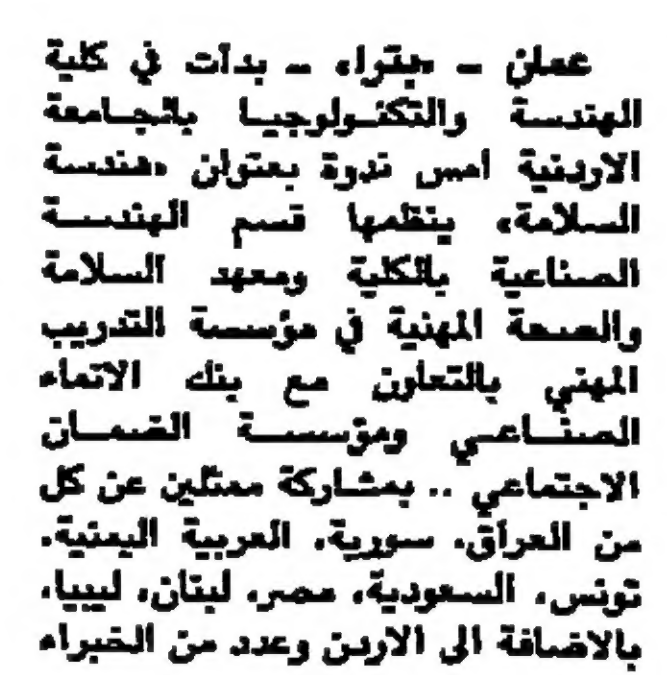 عمان - «بترا» - بدأت في كلية
الهندسة والتكنولوجيا بالجامعة
الاردنية امس ندوة بعنوان «هندسة
السلامة» ينظمها قسم الهندسة
الصناعية بالكلية ومعهد السلامة
والصحة المهنية في مؤسسة التدريب
المهني بالتعاون مع بنك الانماء
الصناعي ومؤسسة الضمان
الاجتماعي .. بمشاركة ممثلين عن كل
من العراق، سورية، العربية اليمنية،
تونس، السعودية، مصر، لبنان، ليبيا،
بالاضافة الى الاردن وعدد من الخبراء